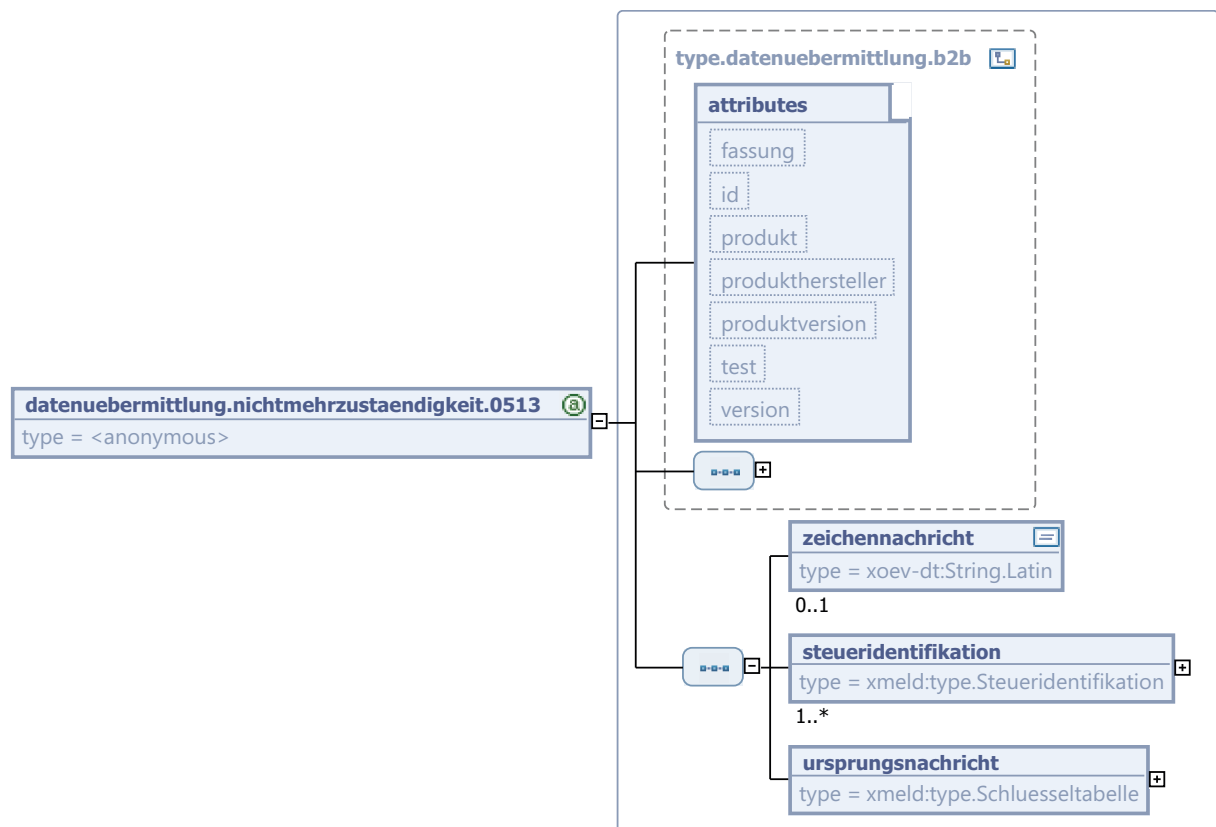 type.datenuebermittlung.b2b
attributes
fassung
id
produkt
produkthersteller
produktversion
test
version
datenuebermittlung.nichtmehrzustaendigkeit.0513
type = <anonymous>
zeichennachricht
type = xoev-dt:String.Latin
0..1
steueridentifikation
type = xmeld:type.Steueridentifikation
1..*
ursprungsnachricht
type = xmeld:type.Schluesseltabelle